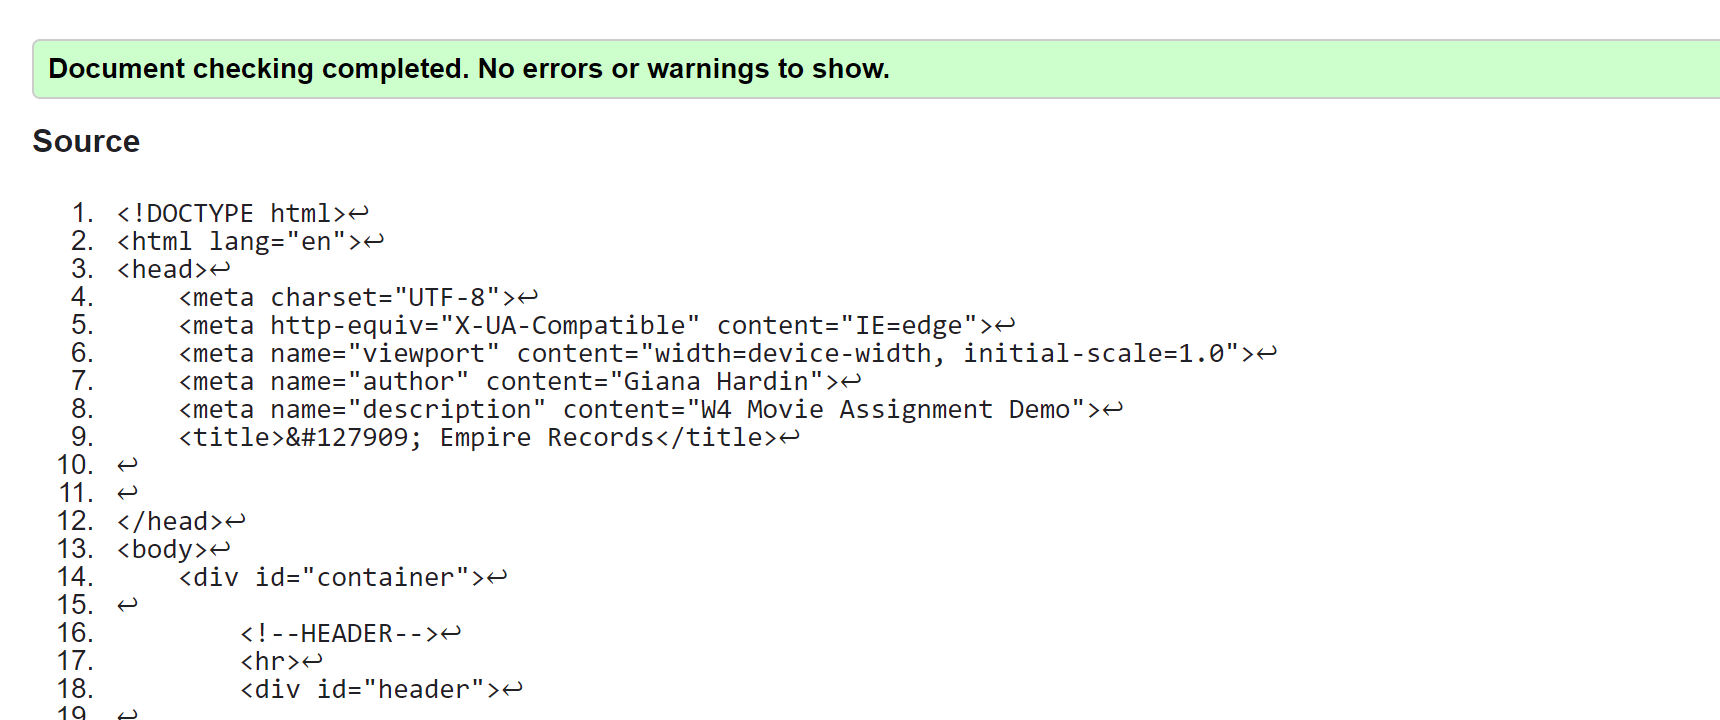 Document checking completed. No errors or warnings to show.
Source
1. <!DOCTYPE html>↩
2. <html lang="en">↩
3. <head>↩
4.     <meta charset="UTF-8">↩
5.     <meta http-equiv="X-UA-Compatible" content="IE=edge">↩
6.     <meta name="viewport" content="width=device-width, initial-scale=1.0">↩
7.     <meta name="author" content="Giana Hardin">↩
8.     <meta name="description" content="W4 Movie Assignment Demo">↩
9.     <title>&#127909; Empire Records</title>↩
10. ↩
11. ↩
12. </head>↩
13. <body>↩
14.     <div id="container">↩
15. ↩
16.         <!--HEADER-->↩
17.         <hr>↩
18.         <div id="header">↩
19. ↩